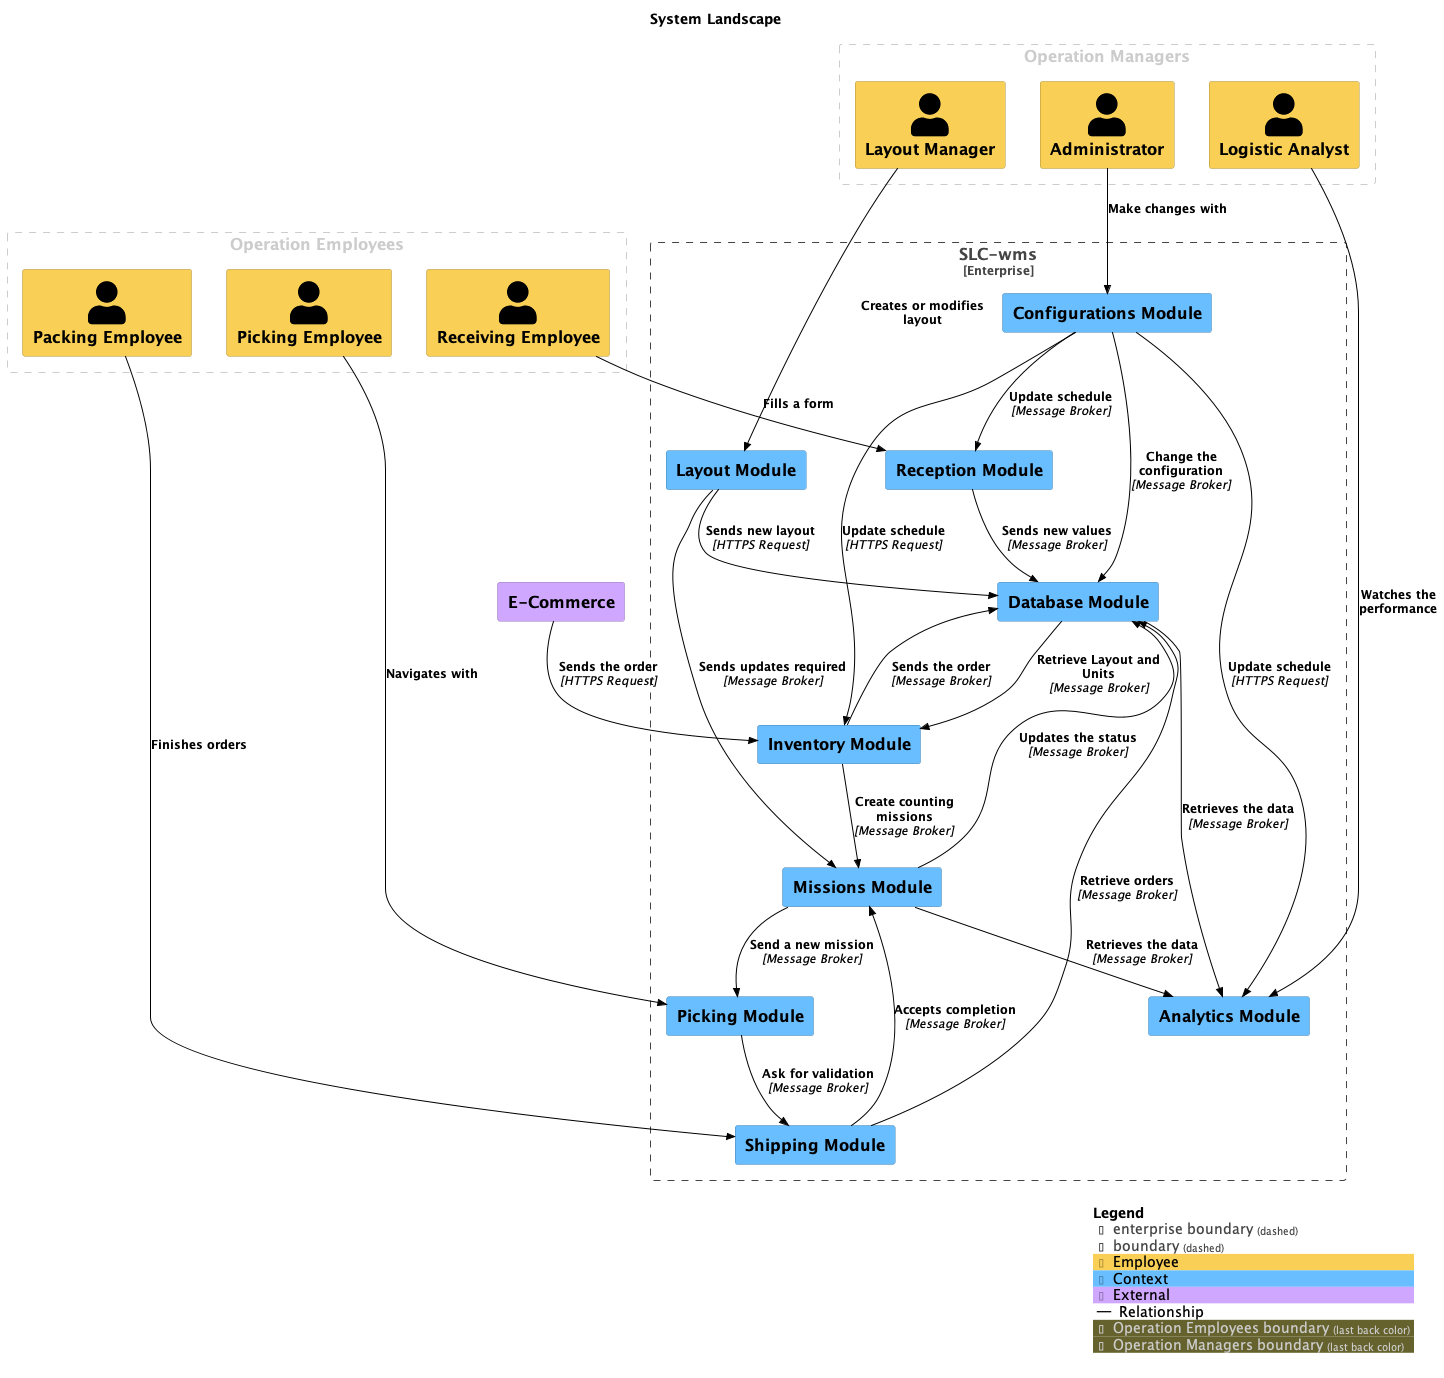 System Landscape
Operation Managers
Layout Manager
Administrator
Logistic Analyst
Make changes with
Operation Employees
Packing Employee
Picking Employee
Receiving Employee
SLC-wms
[Enterprise]
Creates or modifies
layout
Configurations Module
Fills a form
Update schedule
[Message Broker]
Change the
configuration
[Message Broker]
Layout Module
Reception Module
Sends new layout
[HTTPS Request]
Update schedule
[HTTPS Request]
Sends new values
[Message Broker]
E-Commerce
Database Module
Watches the
performance
Navigates with
Sends the order
[HTTPS Request]
Sends updates required
[Message Broker]
Sends the order
[Message Broker]
Retrieve Layout and
Units
[Message Broker]
Update schedule
[HTTPS Request]
Finishes orders
Inventory Module
Updates the status
[Message Broker]
Create counting
missions
[Message Broker]
Retrieves the data
[Message Broker]
Missions Module
Retrieve orders
[Message Broker]
Send a new mission
[Message Broker]
Retrieves the data
[Message Broker]
Picking Module
Accepts completion
[Message Broker]
Analytics Module
Ask for validation
[Message Broker]
Shipping Module
Legend
enterprise boundary (dashed)
boundary (dashed)
Employee
Context
External
Relationship
Operation Employees boundary (last back color)
Operation Managers boundary (last back color)